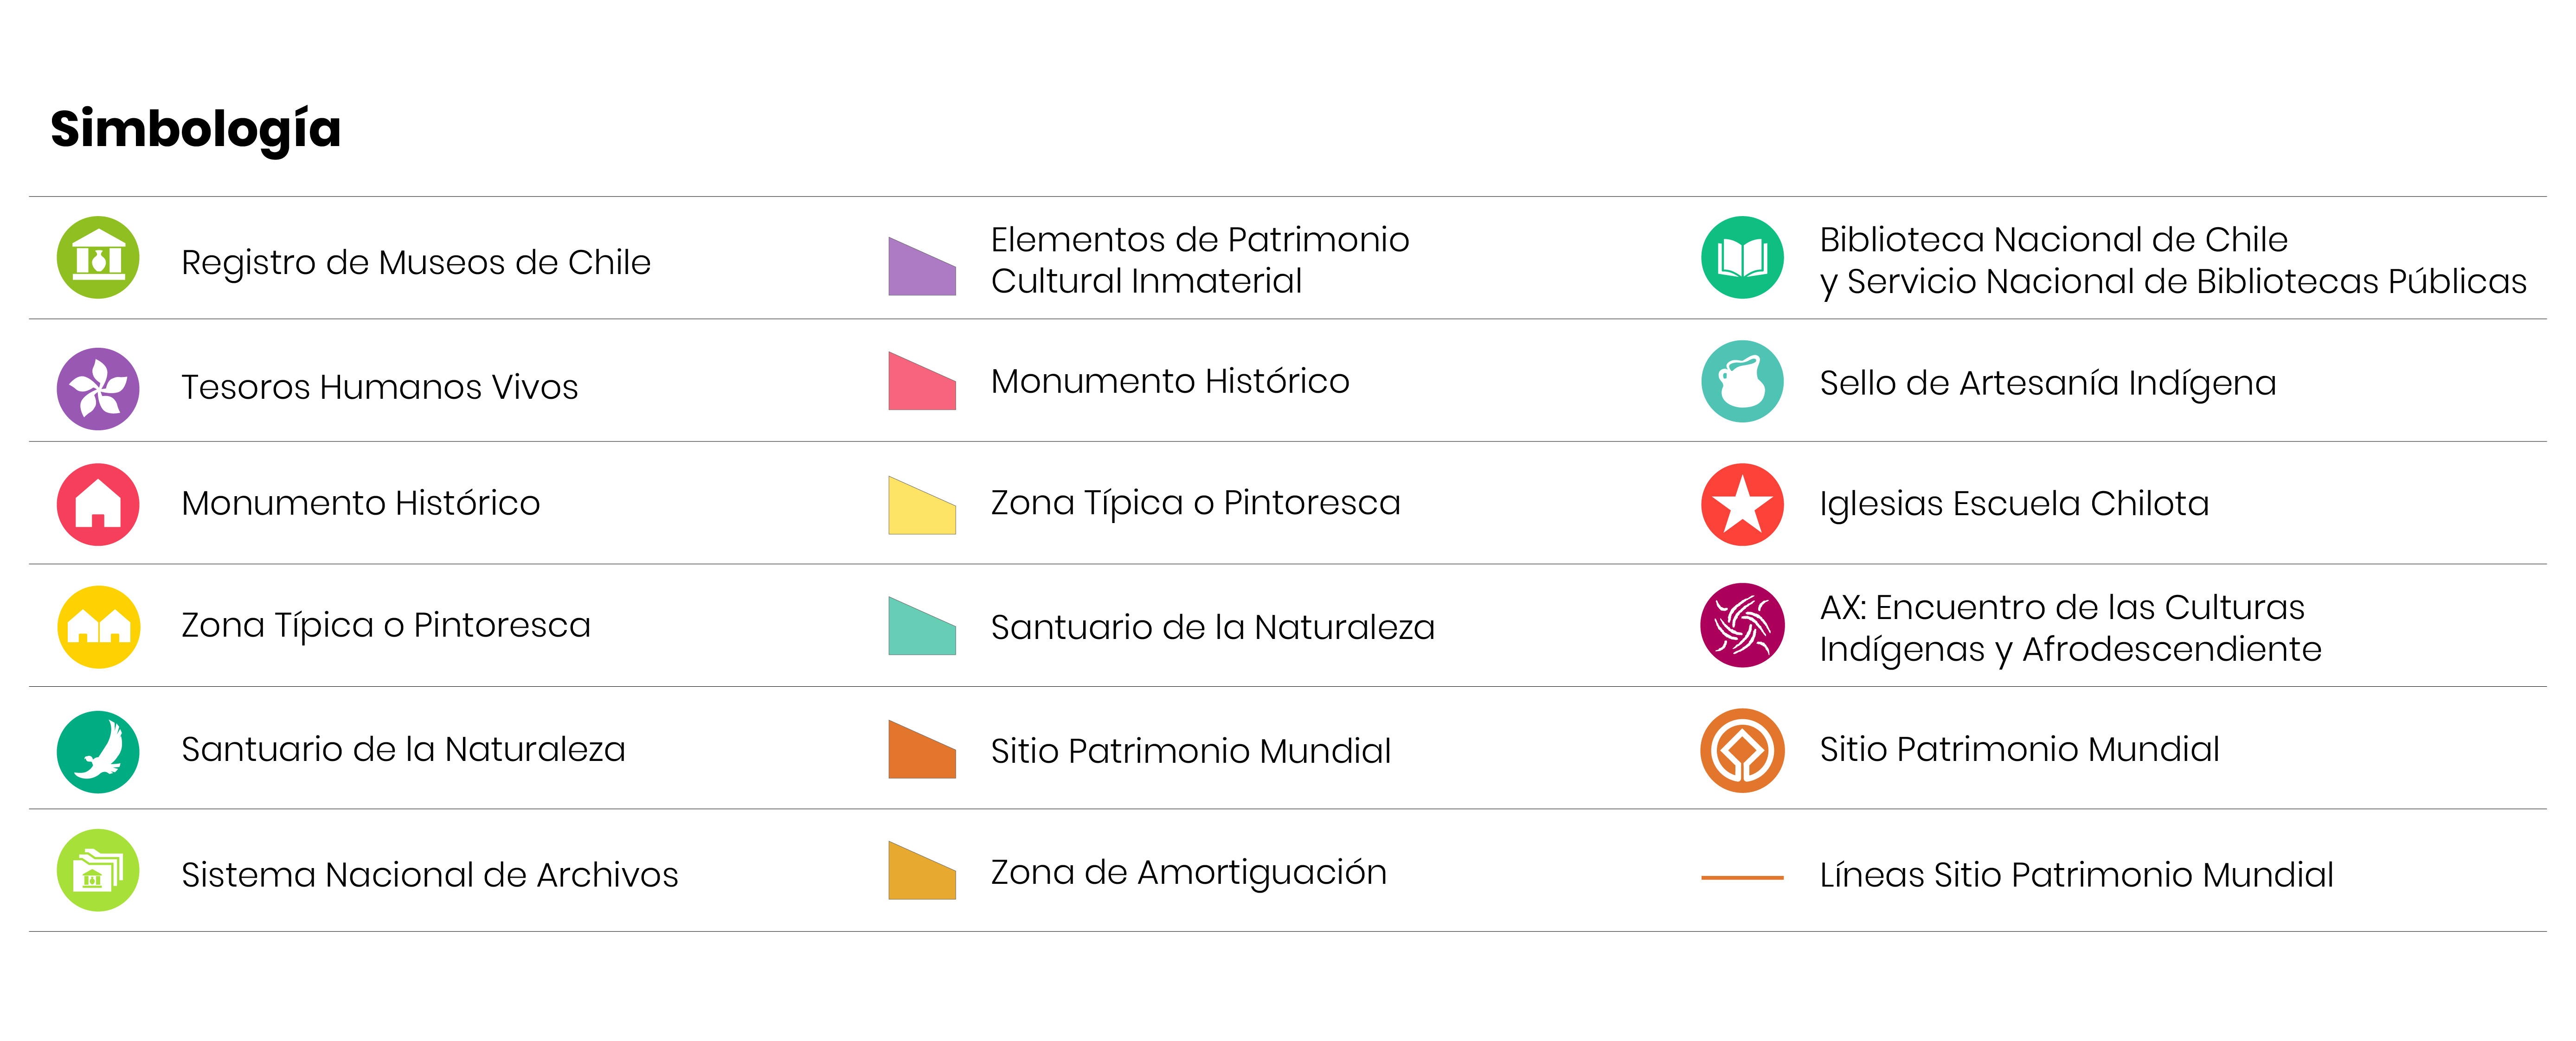 Simbología
Registro de Museos de Chile
Elementos de Patrimonio
Cultural Inmaterial
Biblioteca Nacional de Chile
y Servicio Nacional de Bibliotecas Públicas
Tesoros Humanos Vivos
Monumento Histórico
Sello de Artesanía Indígena
Monumento Histórico
Zona Típica o Pintoresca
Iglesias Escuela Chilota
Zona Típica o Pintoresca
Santuario de la Naturaleza
AX: Encuentro de las Culturas
Indígenas y Afrodescendiente
Santuario de la Naturaleza
Sitio Patrimonio Mundial
Sitio Patrimonio Mundial
Sistema Nacional de Archivos
Zona de Amortiguación
Líneas Sitio Patrimonio Mundial